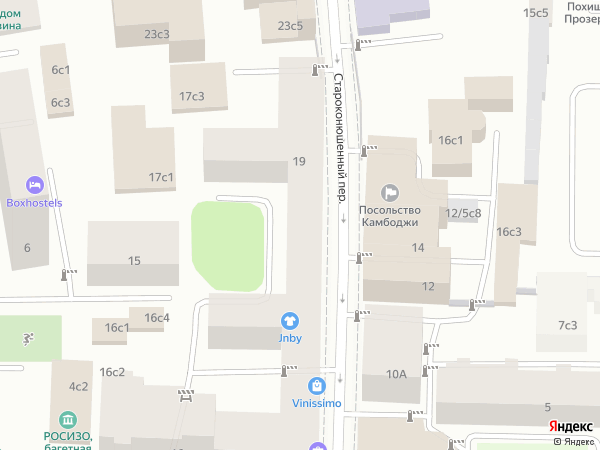 дом
вина
23с3
23с5
15с5
Похищ
Прозер
6с1
6с3
17с3
Староконюшенный пер.
16с1
19
17с1
Boxhostels
6
Посольство
Камбоджи
12/5с8
16с3
14
15
12
16с4
16с1
Jnby
7с3
16с2
4с2
10А
Vinissimo
5
РОСИЗО,
багетная
Яндекс
© Яндекс